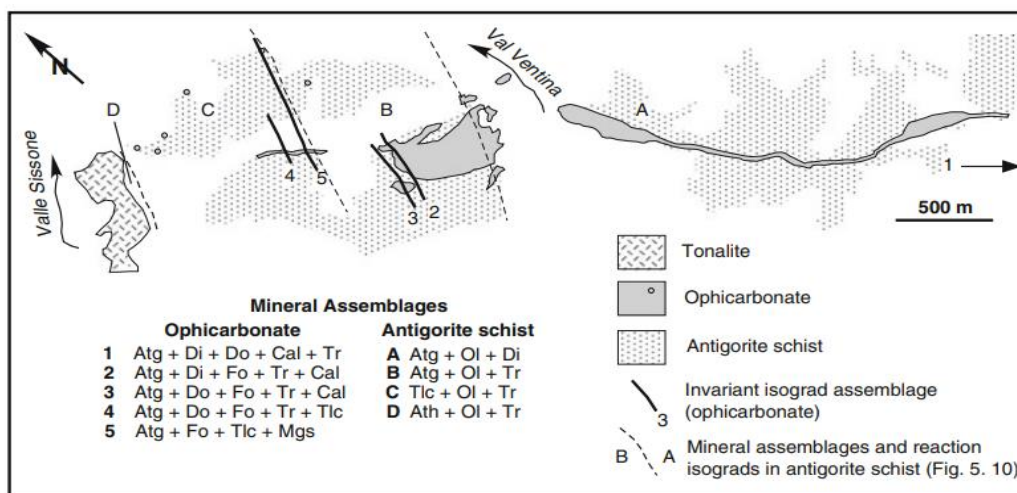 N
D
C
B
Val Ventina
A
Valle Sissone
4
5
3
2
1
500 m
Tonalite
Ophicarbonate
Antigorite schist
3
Invariant isograd assemblage
(ophicarbonate)
B A
Mineral assemblages and reaction
isograds in antigorite schist (Fig. 5. 10)
Mineral Assemblages
Ophicarbonate
1 Atg + Di + Do + Cal + Tr
2 Atg + Di + Fo + Tr + Cal
3 Atg + Do + Fo + Tr + Cal
4 Atg + Do + Fo + Tr + Tlc
5 Atg + Fo + Tlc + Mgs
Antigorite schist
A Atg + Ol + Di
B Atg + Ol + Tr
C Tlc + Ol + Tr
D Ath + Ol + Tr